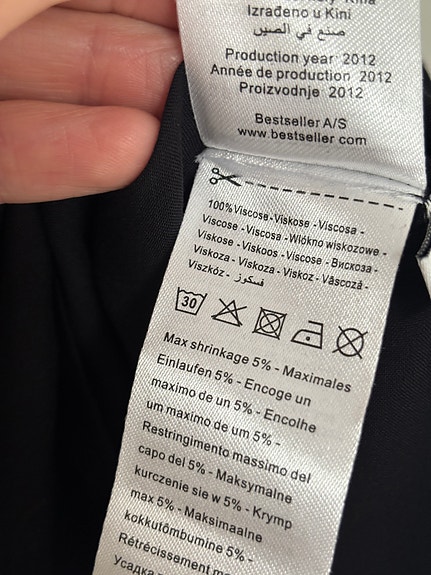 Izrađeno u Kini
صنع في الصين
Production year 2012
Année de production 2012
Proizvodnje 2012
Bestseller A/S
www.bestseller.com
100%Viscose-Viskose-Viscosa-
Viscose-Viscosa-Wlókno wiskozowe-
Viskose-Viskoos-Viscose-Вискоза-
Viskoza-Viskoza-Viskoz-Vâscoză-
Viszkóz- فسكوز-
30
Max shrinkage 5% - Maximales
Einlaufen 5% - Encoge un
maximo de un 5% - Encolhe
um maximo de um 5% -
Restringimento massimo del
capo del 5% - Maksymalne
kurczenie sie w 5% - Krymp
max 5% - Maksimaalne
kokkutõmbumine 5% -
Rétrécissement
Усадка